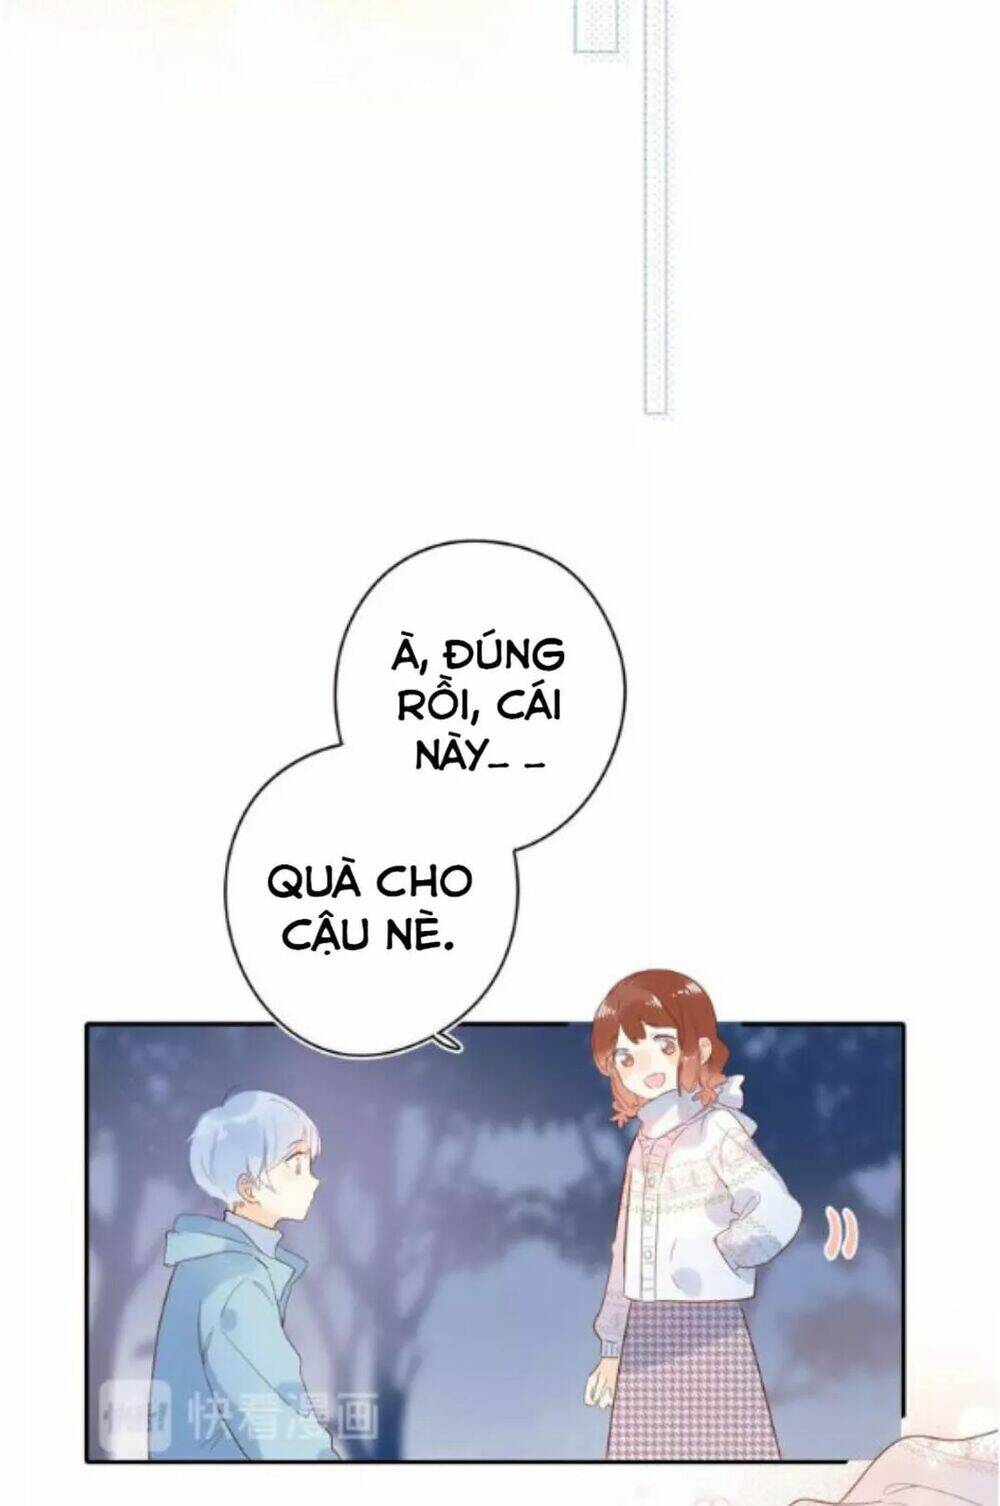 À, ĐÚNG
RỒI, CÁI
NÀY_ _
QUÀ CHO
CẬU NÈ.
快看漫画